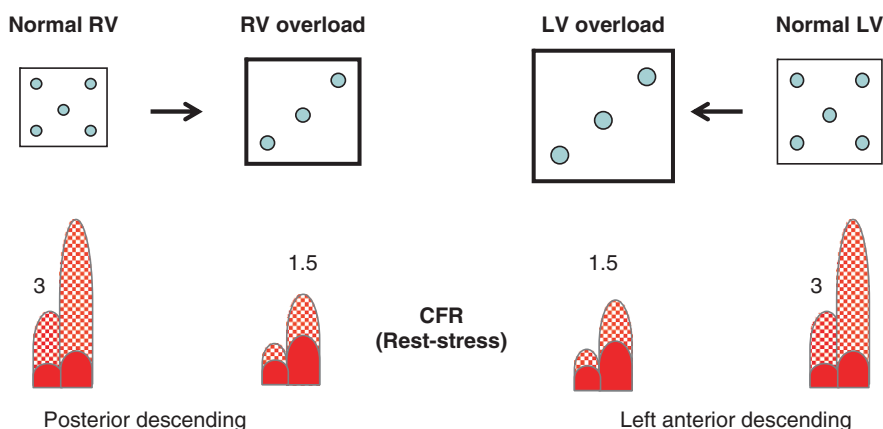 Normal RV
RV overload
LV overload
Normal LV
3
1.5
1.5
3
CFR
(Rest-stress)
Posterior descending
Left anterior descending